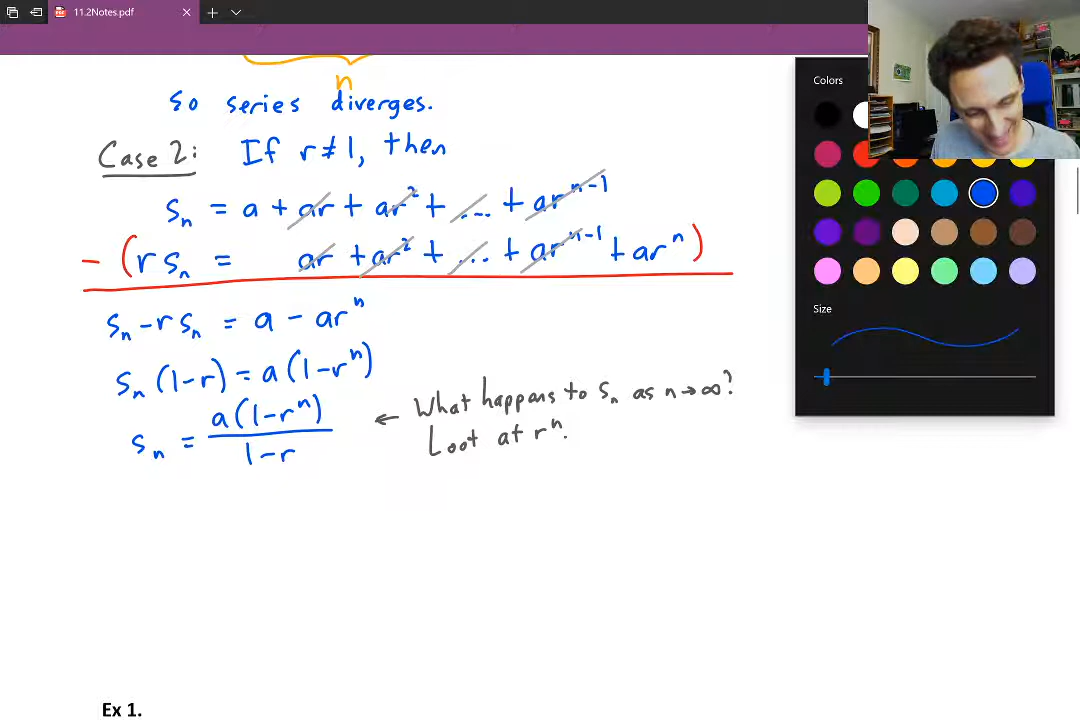 11.2Notes.pdf
Colors
n
so series diverges.
Case 2: If r≠1, then
sₙ = a + ar + ar² + ... + arⁿ⁻¹
- (r sₙ = ar + ar² + ... + arⁿ⁻¹ + arⁿ)
sₙ - r sₙ = a - arⁿ
Size
sₙ (1-r) = a (1-rⁿ)
sₙ = a(1-rⁿ) / 1-r
← What happens to sₙ as n→∞?
Loot at rⁿ.
Ex 1.